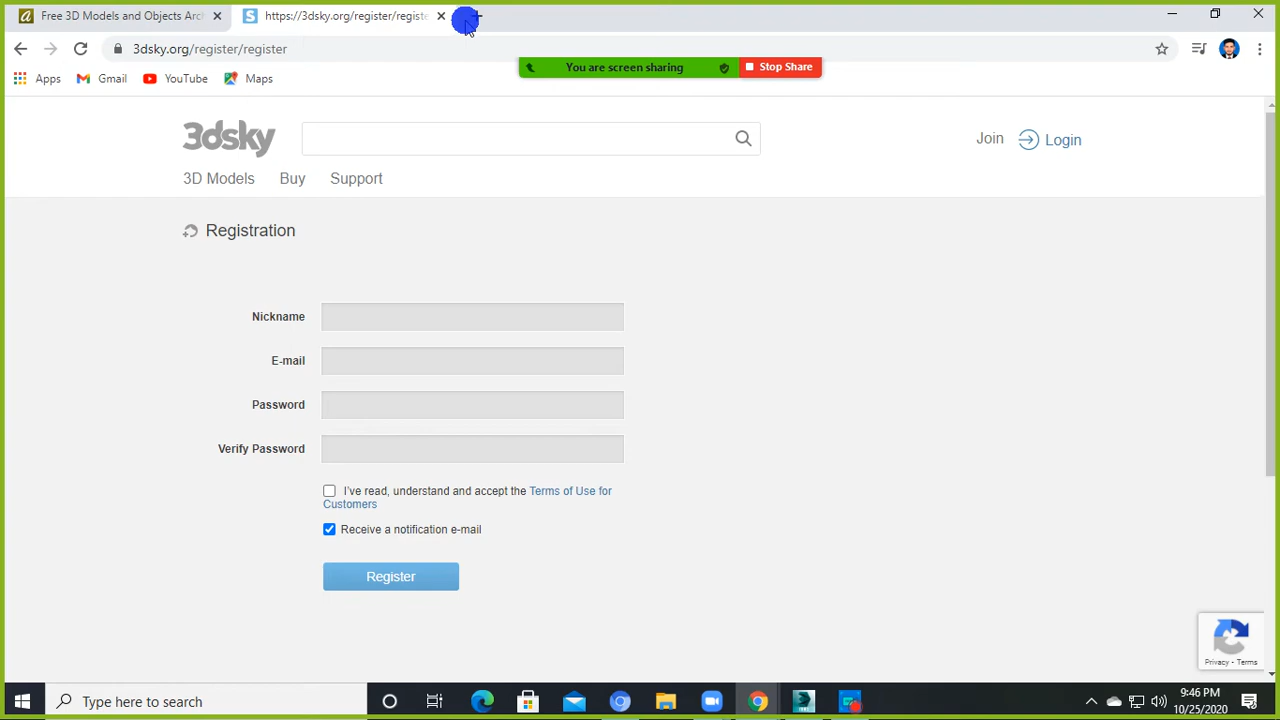 Free 3D Models and Objects Arch
https://3dsky.org/register/registe
3dsky.org/register/register
You are screen sharing
Stop Share
Apps
Gmail
YouTube
Maps
3dsky
Join
Login
3D Models
Buy
Support
Registration
Nickname
E-mail
Password
Verify Password
I've read, understand and accept the Terms of Use for
Customers
Receive a notification e-mail
Register
Privacy - Terms
Type here to search
9:46 PM
10/25/2020